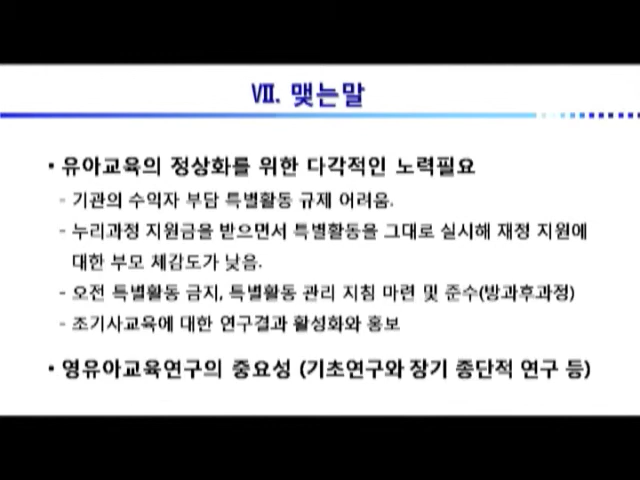 Ⅶ. 맺는말
• 유아교육의 정상화를 위한 다각적인 노력필요
- 기관의 수익자 부담 특별활동 규제 어려움.
- 누리과정 지원금을 받으면서 특별활동을 그대로 실시해 재정 지원에
대한 부모 체감도가 낮음.
- 오전 특별활동 금지, 특별활동 관리 지침 마련 및 준수(방과후과정)
- 조기사교육에 대한 연구결과 활성화와 홍보
• 영유아교육연구의 중요성 (기초연구와 장기 종단적 연구 등)